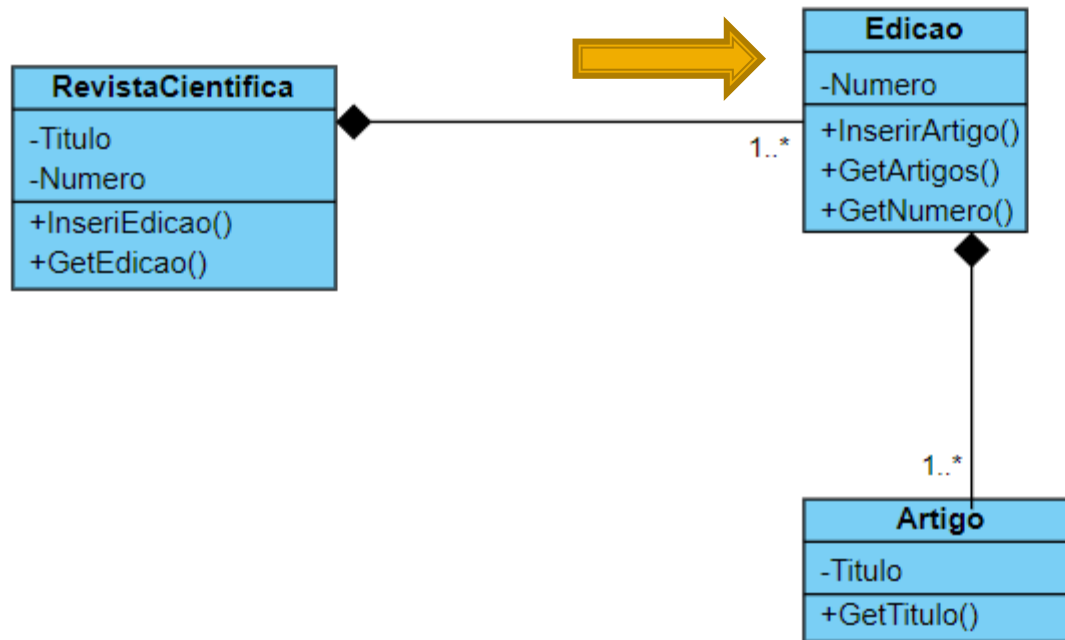 RevistaCientifica
-Titulo
-Numero
+InseriEdicao()
+GetEdicao()
1..*
Edicao
-Numero
+InserirArtigo()
+GetArtigos()
+GetNumero()
1..*
Artigo
-Titulo
+GetTitulo()